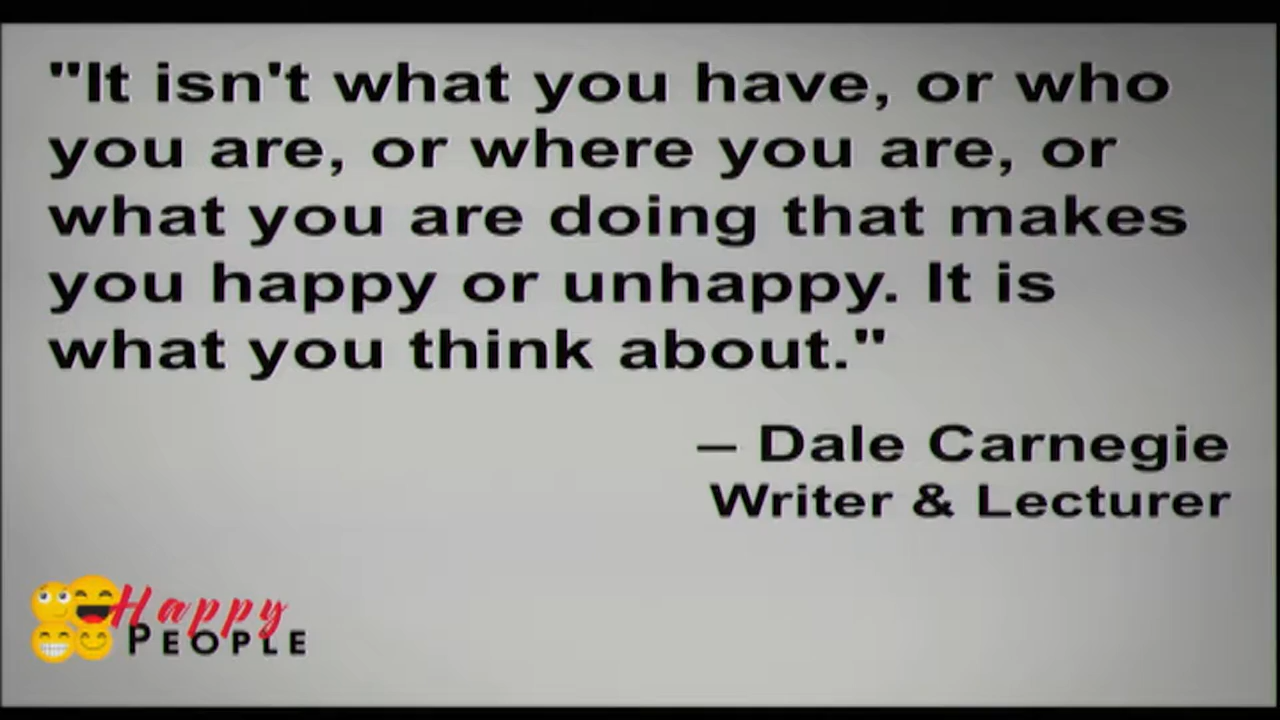 "It isn't what you have, or who
you are, or where you are, or
what you are doing that makes
you happy or unhappy. It is
what you think about."
– Dale Carnegie
Writer & Lecturer
Happy
PEOPLE